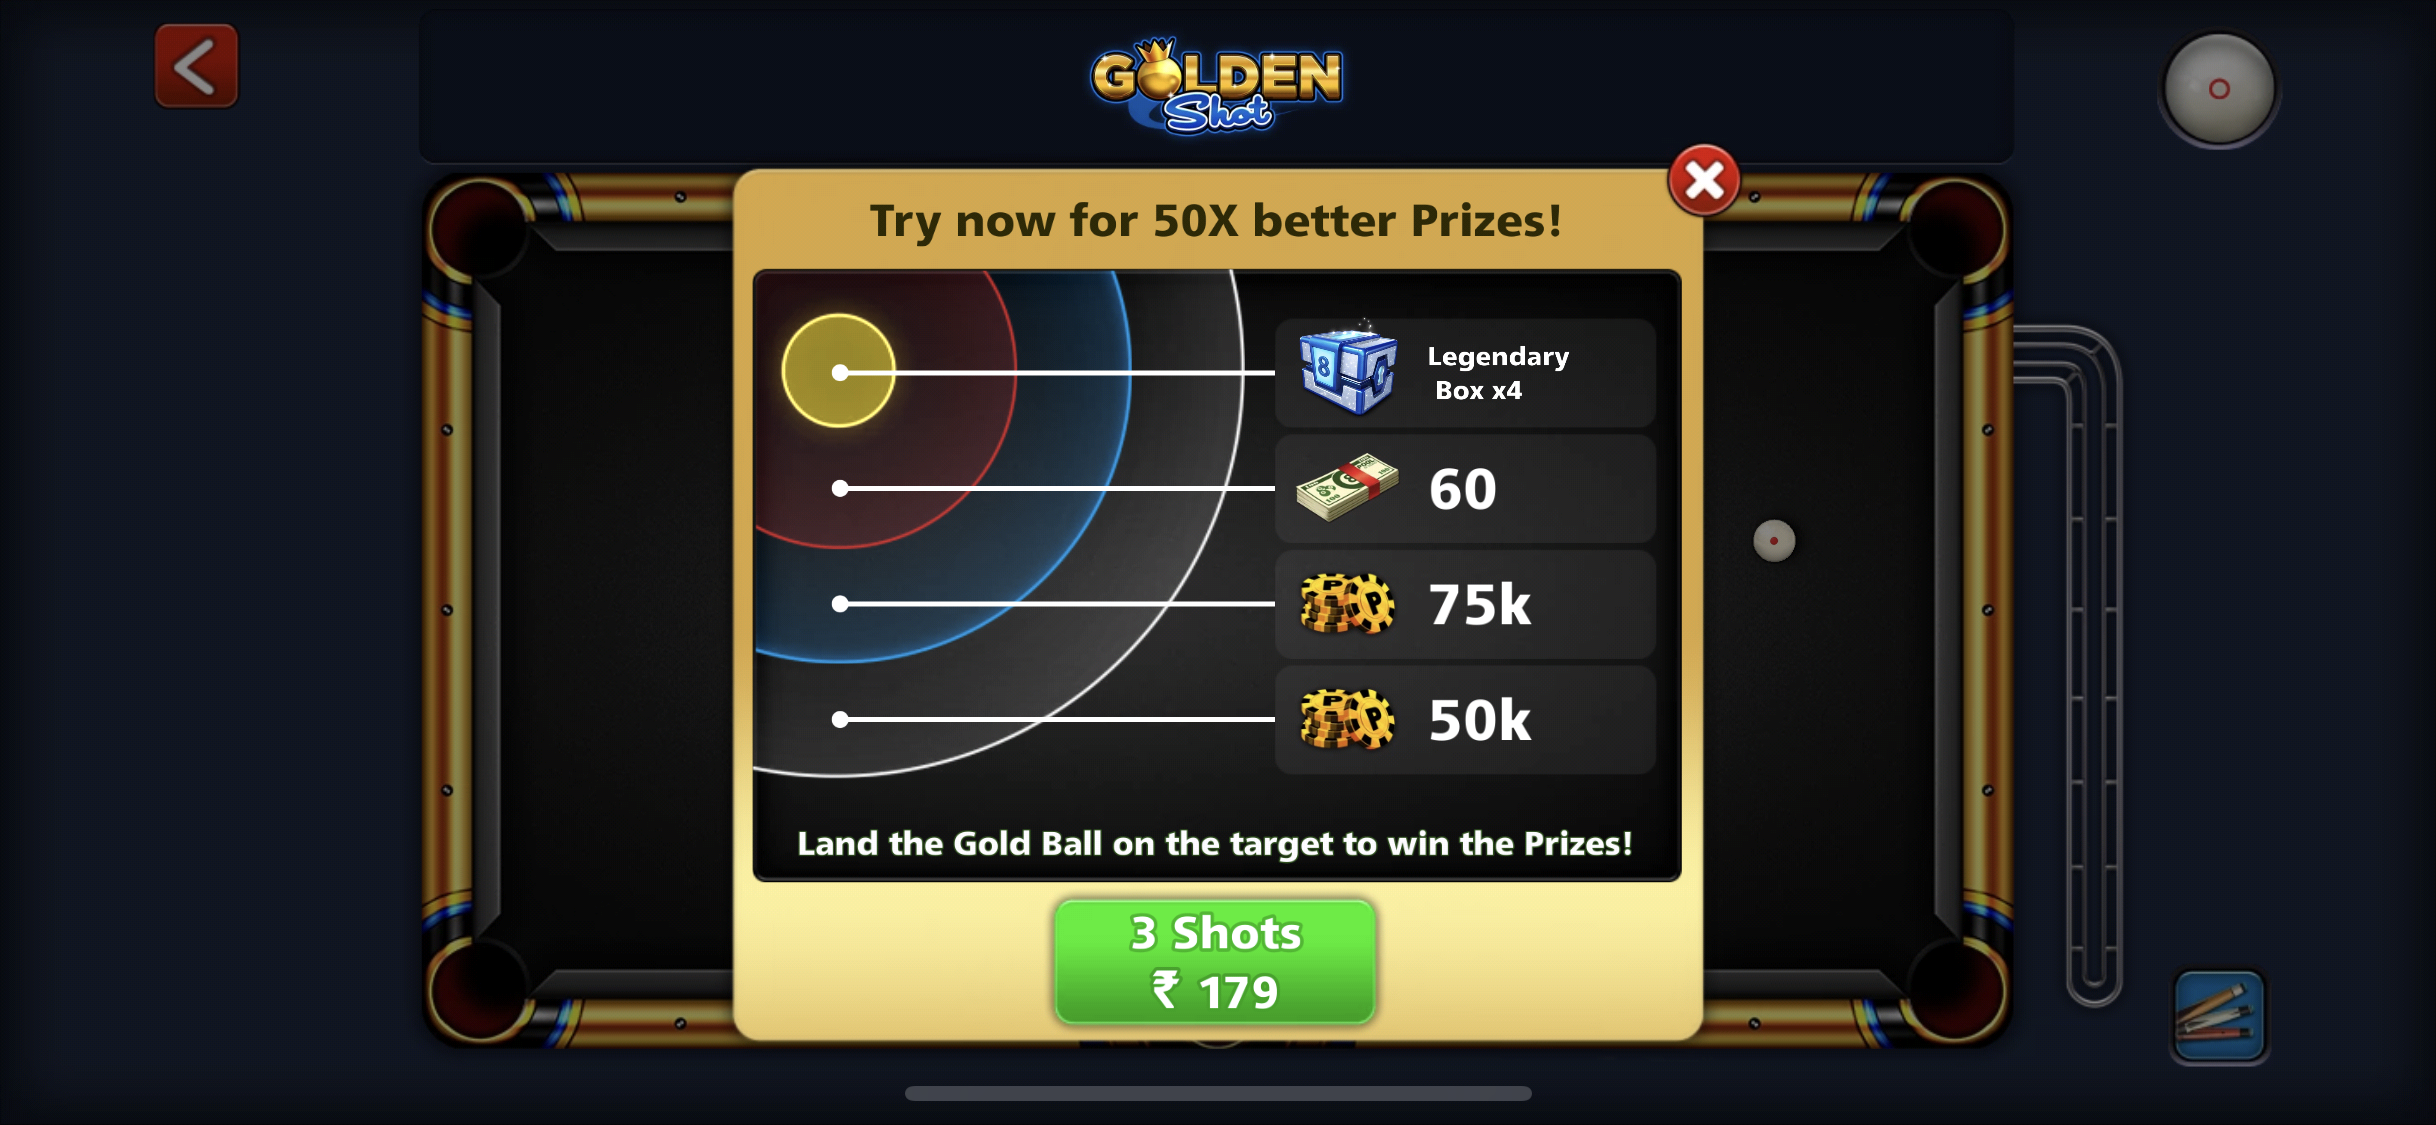 GOLDEN
Shot
Try now for 50X better Prizes!
8
Legendary
Box x4
60
P
P
75k
P
P
50k
Land the Gold Ball on the target to win the Prizes!
3 Shots
₹ 179